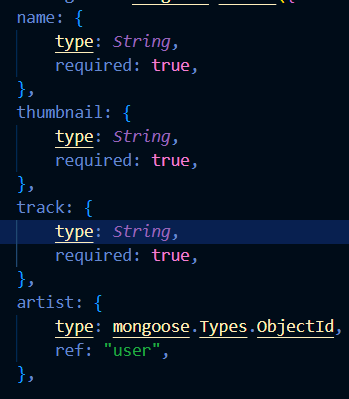 name: {
type: String,
required: true,
},
thumbnail: {
type: String,
required: true,
},
track: {
type: String,
required: true,
},
artist: {
type: mongoose.Types.ObjectId,
ref: "user",
},